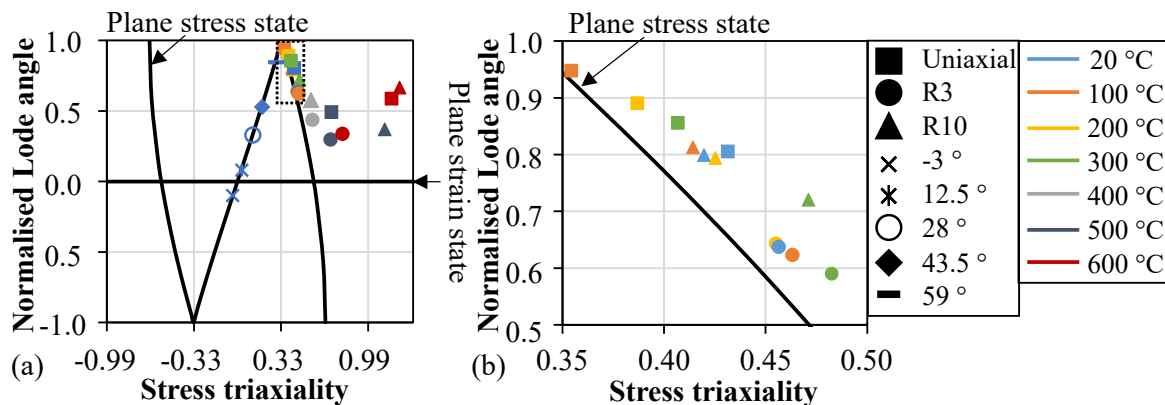 Plane stress state
Normalised Lode angle
1.0
0.5
0.0
0.5
-1.0
-0.99
-0.33
0.33
0.99
Stress triaxiality
(a)
Plane strain state
Plane stress state
Normalised Lode angle
1.0
0.9
0.8
0.7
0.6
0.5
0.35
0.40
0.45
0.50
Stress triaxiality
(b)
Uniaxial
R3
R10
-3 °
12.5 °
28 °
43.5 °
59 °
20 °C
100 °C
200 °C
300 °C
400 °C
500 °C
600 °C